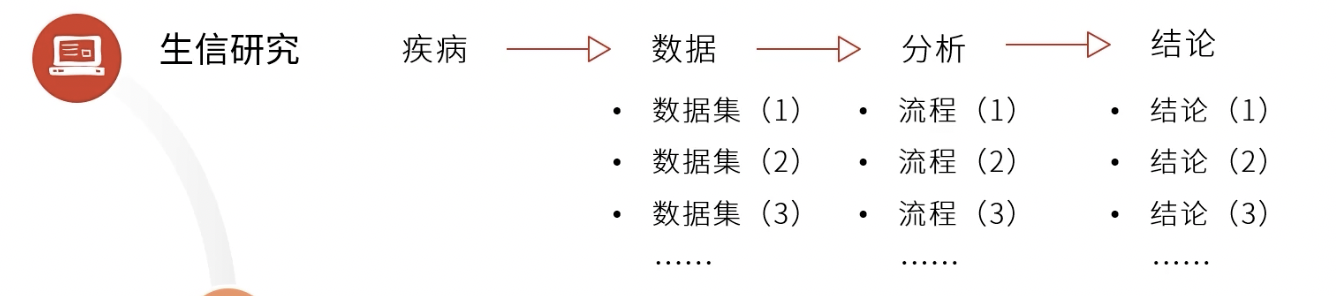 生信研究 疾病 数据 分析 结论
• 数据集（1） • 流程（1） • 结论（1）
• 数据集（2） • 流程（2） • 结论（2）
• 数据集（3） • 流程（3） • 结论（3）
…… …… ……